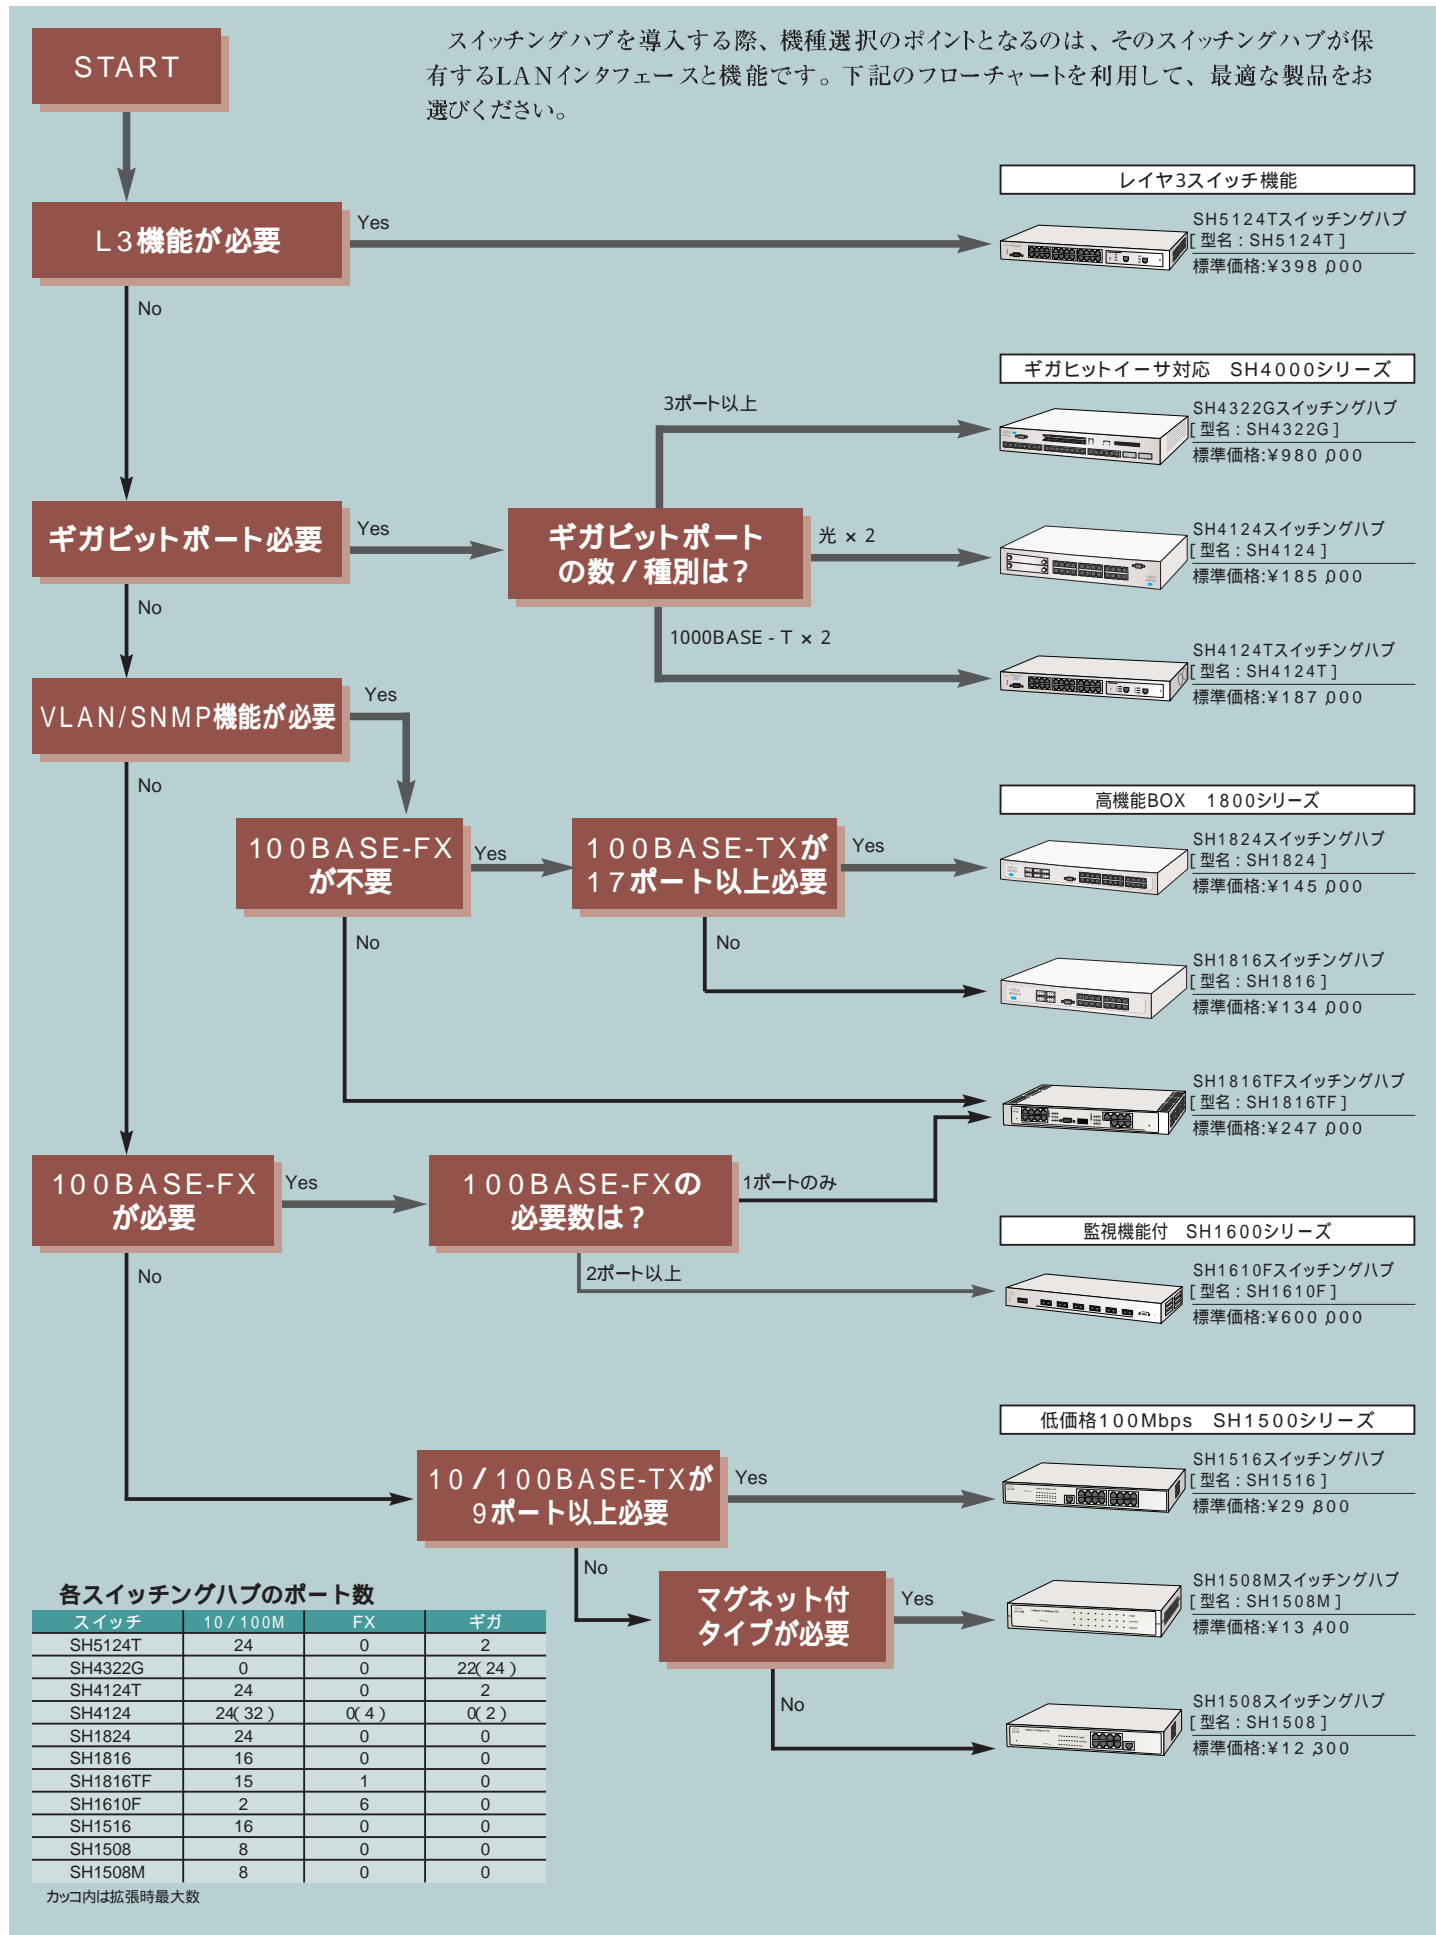 START
スイッチングハブを導入する際、機種選択のポイントとなるのは、そのスイッチングハブが保
有するLANインタフェースと機能です。下記のフローチャートを利用して、最適な製品をお
選びください。
レイヤ3スイッチ機能
L3機能が必要
Yes
No
SH5124Tスイッチングハブ
[型名:SH5124T]
標準価格:¥398,000
ギガヒットイーサ対応 SH4000シリーズ
3ポート以上
SH4322Gスイッチングハブ
[型名:SH4322G]
標準価格:¥980,000
ギガビットポート必要
Yes
No
ギガビットポート
の数/種別は?
光×2
SH4124スイッチングハブ
[型名:SH4124]
標準価格:¥185,000
1000BASE-T×2
SH4124Tスイッチングハブ
[型名:SH4124T]
標準価格:¥187,000
VLAN/SNMP機能が必要
Yes
No
高機能BOX 1800シリーズ
100BASE-FX
が不要
Yes
No
100BASE-TXが
17ポート以上必要
Yes
No
SH1824スイッチングハブ
[型名:SH1824]
標準価格:¥145,000
SH1816スイッチングハブ
[型名:SH1816]
標準価格:¥134,000
SH1816TFスイッチングハブ
[型名:SH1816TF]
標準価格:¥247,000
100BASE-FX
が必要
Yes
No
100BASE-FXの
必要数は?
1ポートのみ
2ポート以上
監視機能付 SH1600シリーズ
SH1610Fスイッチングハブ
[型名:SH1610F]
標準価格:¥600,000
低価格100Mbps SH1500シリーズ
10/100BASE-TXが
9ポート以上必要
Yes
No
SH1516スイッチングハブ
[型名:SH1516]
標準価格:¥29,800
マグネット付
タイプが必要
Yes
No
SH1508Mスイッチングハブ
[型名:SH1508M]
標準価格:¥13,400
SH1508スイッチングハブ
[型名:SH1508]
標準価格:¥12,300
各スイッチングハブのポート数
スイッチ 10/100M FX ギガ
SH5124T 24 0 2
SH4322G 0 0 22(24)
SH4124T 24 0 2
SH4124 24(32) 0(4) 0(2)
SH1824 24 0 0
SH1816 16 0 0
SH1816TF 15 1 0
SH1610F 2 6 0
SH1516 16 0 0
SH1508 8 0 0
SH1508M 8 0 0
カッコ内は拡張時最大数